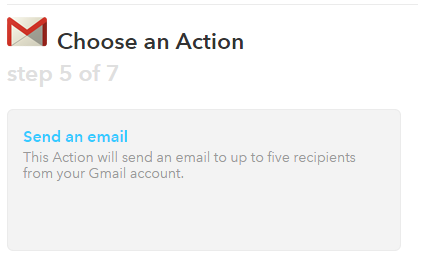 Choose an Action
step 5 of 7
Send an email
This Action will send an email to up to five recipients
from your Gmail account.